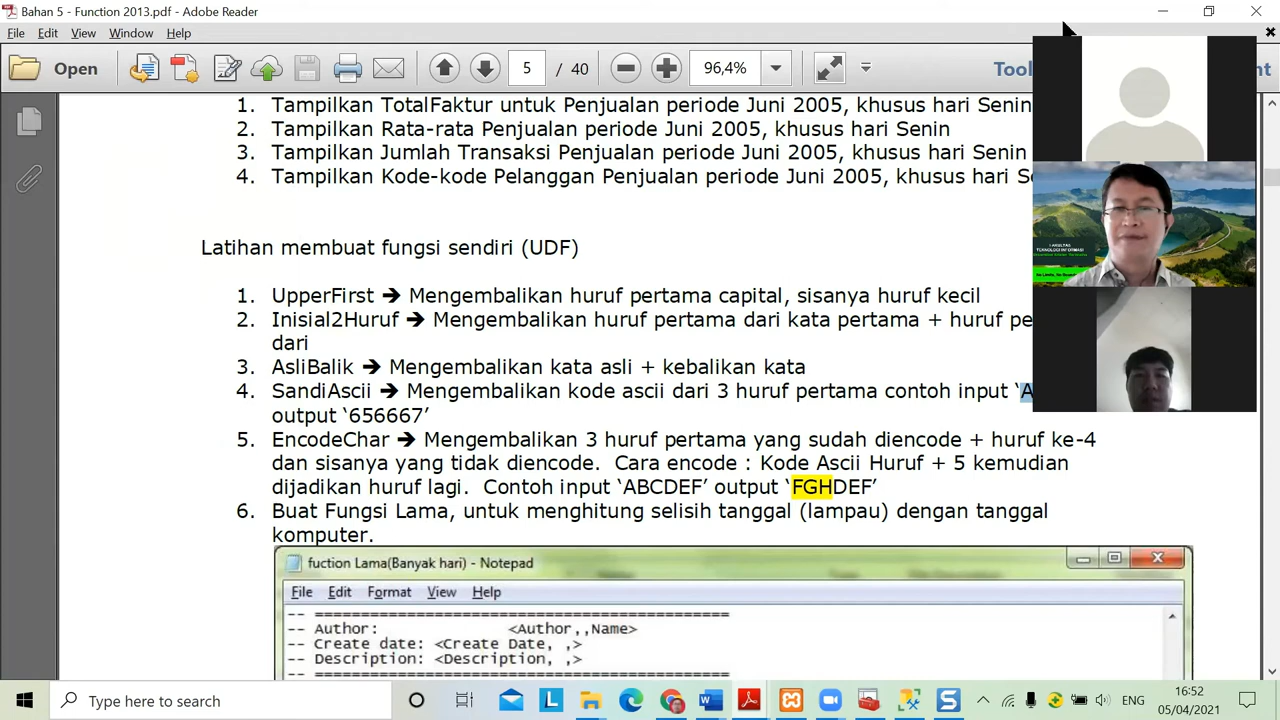 Bahan 5 - Function 2013.pdf - Adobe Reader
File Edit View Window Help
Open 5 / 40 96,4%
1. Tampilkan TotalFaktur untuk Penjualan periode Juni 2005, khusus hari Senin
2. Tampilkan Rata-rata Penjualan periode Juni 2005, khusus hari Senin
3. Tampilkan Jumlah Transaksi Penjualan periode Juni 2005, khusus hari Senin
4. Tampilkan Kode-kode Pelanggan Penjualan periode Juni 2005, khusus hari
Latihan membuat fungsi sendiri (UDF)
1. UpperFirst ➔ Mengembalikan huruf pertama capital, sisanya huruf kecil
2. Inisial2Huruf ➔ Mengembalikan huruf pertama dari kata pertama + huruf
dari
3. AsliBalik ➔ Mengembalikan kata asli + kebalikan kata
4. SandiAscii ➔ Mengembalikan kode ascii dari 3 huruf pertama contoh input ‘A
output ‘656667’
5. EncodeChar ➔ Mengembalikan 3 huruf pertama yang sudah diencode + huruf ke-4
dan sisanya yang tidak diencode. Cara encode : Kode Ascii Huruf + 5 kemudian
dijadikan huruf lagi. Contoh input ‘ABCDEF’ output ‘FGHDEF’
6. Buat Fungsi Lama, untuk menghitung selisih tanggal (lampau) dengan tanggal
komputer.
fuction Lama(Banyak hari) - Notepad
File Edit Format View Help
-- =============================================
-- Author: <Author,,Name>
-- Create date: <Create Date, ,>
-- Description: <Description, ,>
-- =============================================
FAKULTAS
TEKNOLOGI INFORMASI
Type here to search
ENG
16:52
05/04/2021